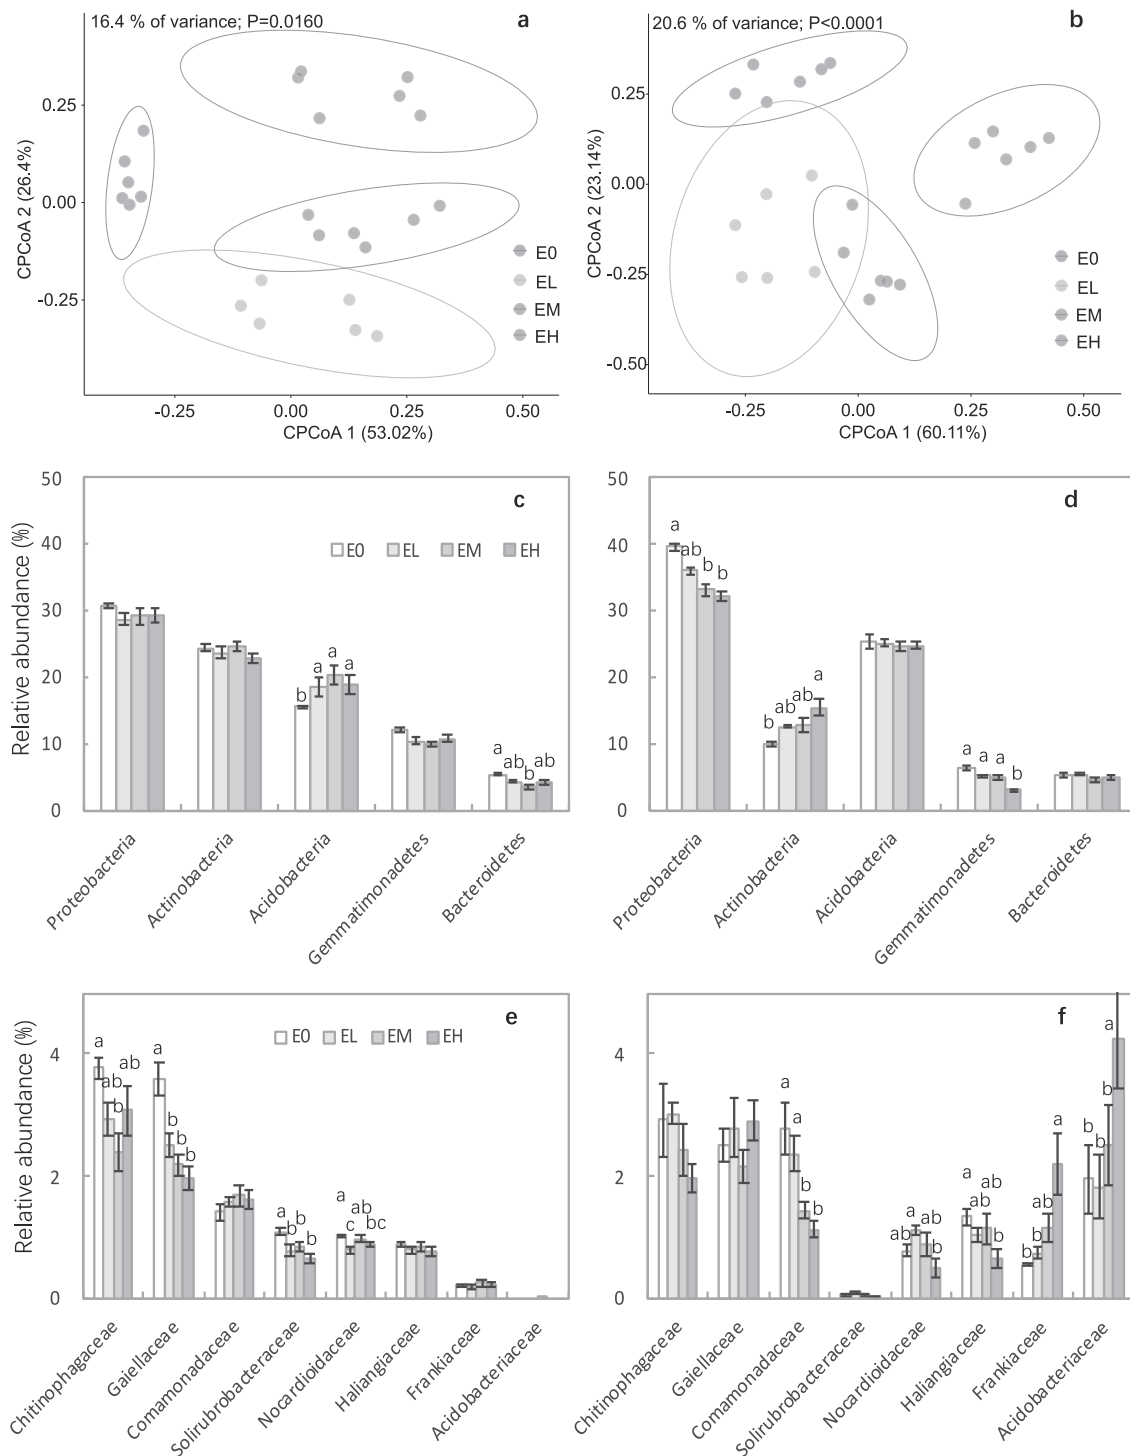 16.4 % of variance; P=0.0160
a
0.25
0.00
-0.25
CPCoA 2 (26.4%)
E0
EL
EM
EH
-0.25
0.00
0.25
0.50
CPCoA 1 (53.02%)
20.6 % of variance; P<0.0001
b
0.25
0.00
-0.25
-0.50
CPCoA 2 (23.14%)
E0
EL
EM
EH
-0.25
0.00
0.25
0.50
CPCoA 1 (60.11%)
50
40
30
20
10
0
Relative abundance (%)
c
E0 EL EM EH
b a a a
a ab b ab
Proteobacteria
Actinobacteria
Acidobacteria
Gemmatimonadetes
Bacteroidetes
50
40
30
20
10
0
d
a ab b b
b ab ab a
a a a b
Proteobacteria
Actinobacteria
Acidobacteria
Gemmatimonadetes
Bacteroidetes
4
2
0
Relative abundance (%)
e
E0 EL EM EH
a ab b ab
a b b b
a b b b
a c ab bc
Chitinophagaceae
Gaiellaceae
Comamonadaceae
Solirubrobacteraceae
Nocardioidaceae
Haliangiaceae
Frankiaceae
Acidobacteriaceae
4
2
0
f
a a b b
ab a ab b
a ab ab b
b b ab a
b b b a
Chitinophagaceae
Gaiellaceae
Comamonadaceae
Solirubrobacteraceae
Nocardioidaceae
Haliangiaceae
Frankiaceae
Acidobacteriaceae